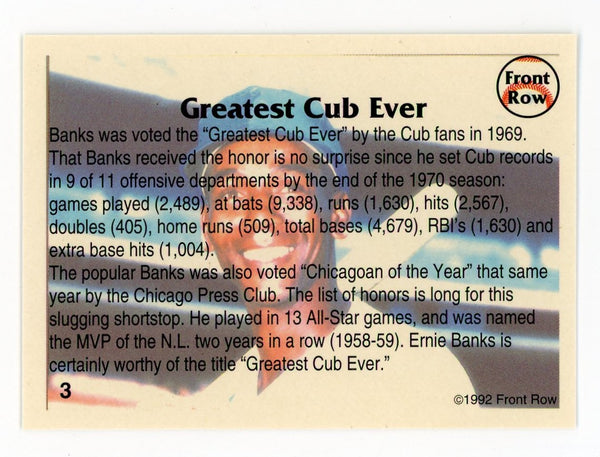 Front
Row
Greatest Cub Ever
Banks was voted the “Greatest Cub Ever” by the Cub fans in 1969.
That Banks received the honor is no surprise since he set Cub records
in 9 of 11 offensive departments by the end of the 1970 season:
games played (2,489), at bats (9,338), runs (1,630), hits (2,567),
doubles (405), home runs (509), total bases (4,679), RBI's (1,630) and
extra base hits (1,004).
The popular Banks was also voted “Chicagoan of the Year” that same
year by the Chicago Press Club. The list of honors is long for this
slugging shortstop. He played in 13 All-Star games, and was named
the MVP of the N.L. two years in a row (1958-59). Ernie Banks is
certainly worthy of the title “Greatest Cub Ever.”
3
©1992 Front Row